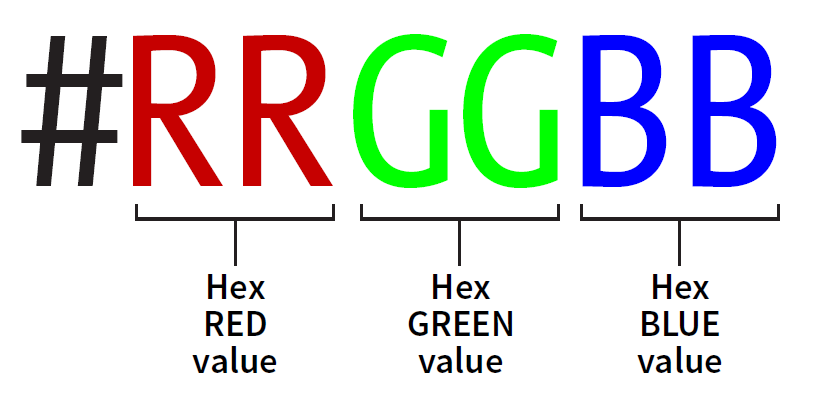 #RRGGBB
Hex
RED
value
Hex
GREEN
value
Hex
BLUE
value